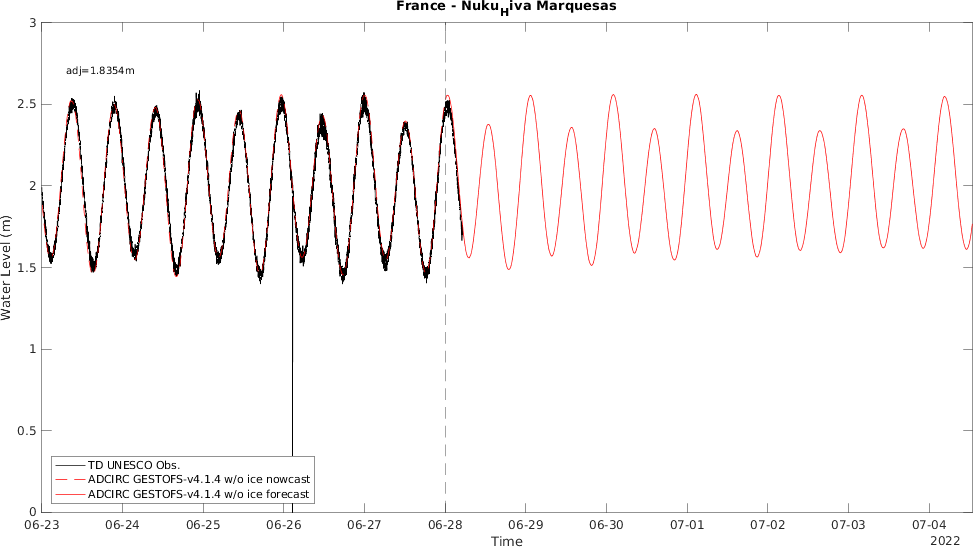 France - Nuku_Hiva Marquesas
adj=1.8354m
3
2.5
2
1.5
1
0.5
0
Water Level (m)
TD UNESCO Obs.
ADCIRC GESTOFS-v4.1.4 w/o ice nowcast
ADCIRC GESTOFS-v4.1.4 w/o ice forecast
06-23 06-24 06-25 06-26 06-27 06-28 06-29 06-30 07-01 07-02 07-03 07-04
Time
2022